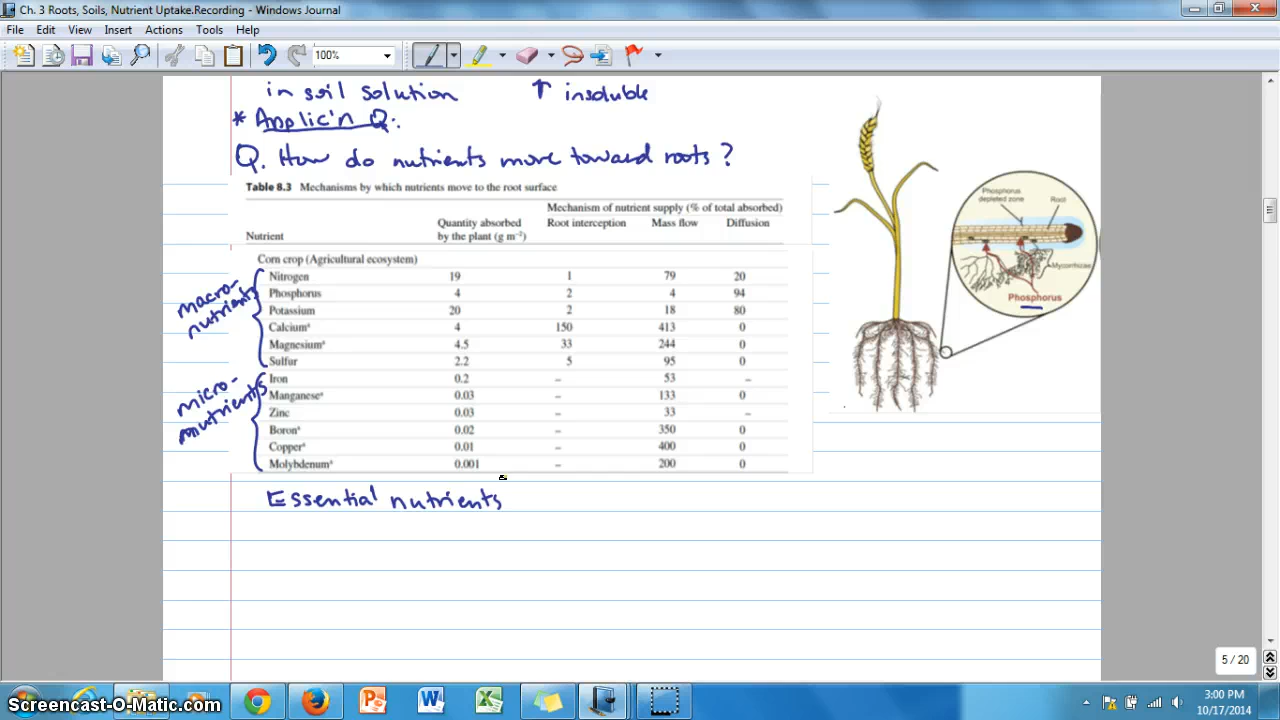 Ch. 3 Roots, Soils, Nutrient Uptake.Recording - Windows Journal
File Edit View Insert Actions Tools Help
100%
in soil solution ↑ insoluble
* Applic'n Q:
Q. How do nutrients move toward roots?
Table 8.3 Mechanisms by which nutrients move to the root surface
Mechanism of nutrient supply (% of total absorbed)
Quantity absorbed Root interception Mass flow Diffusion
Nutrient by the plant (g m⁻²)
Corn crop (Agricultural ecosystem)
Nitrogen 19 1 79 20
Phosphorus 4 2 4 94
Potassium 20 2 18 80
Calciumᵃ 4 150 413 0
Magnesiumᵃ 4.5 33 244 0
Sulfur 2.2 5 95 0
Iron 0.2 – 53 –
Manganeseᵃ 0.03 – 133 0
Zinc 0.03 – 33 –
Boronᵃ 0.02 – 350 0
Copperᵃ 0.01 – 400 0
Molybdenumᵃ 0.001 – 200 0
macro-
nutrients
micro-
nutrients
Essential nutrients
Phosphorus
depleted zone
Root
Mycorrhizae
Phosphorus
5 / 20
Screencast-O-Matic.com
3:00 PM
10/17/2014